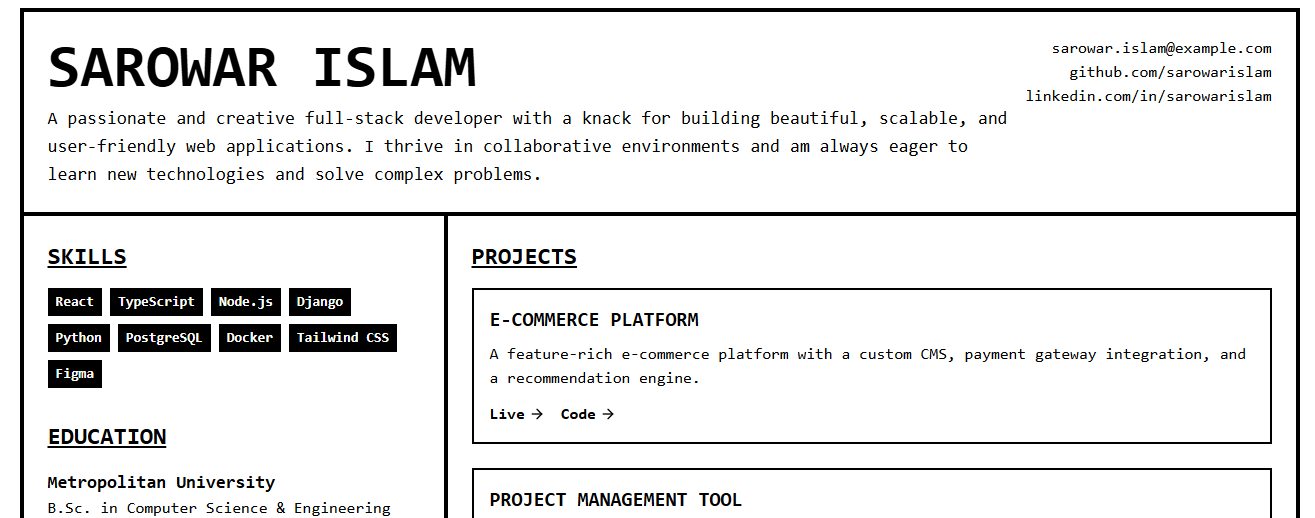 SAROWAR ISLAM
A passionate and creative full-stack developer with a knack for building beautiful, scalable, and
user-friendly web applications. I thrive in collaborative environments and am always eager to
learn new technologies and solve complex problems.
sarowar.islam@example.com
github.com/sarowarislam
linkedin.com/in/sarowarislam
SKILLS
React TypeScript Node.js Django
Python PostgreSQL Docker Tailwind CSS
Figma
EDUCATION
Metropolitan University
B.Sc. in Computer Science & Engineering
PROJECTS
E-COMMERCE PLATFORM
A feature-rich e-commerce platform with a custom CMS, payment gateway integration, and
a recommendation engine.
Live → Code →
PROJECT MANAGEMENT TOOL